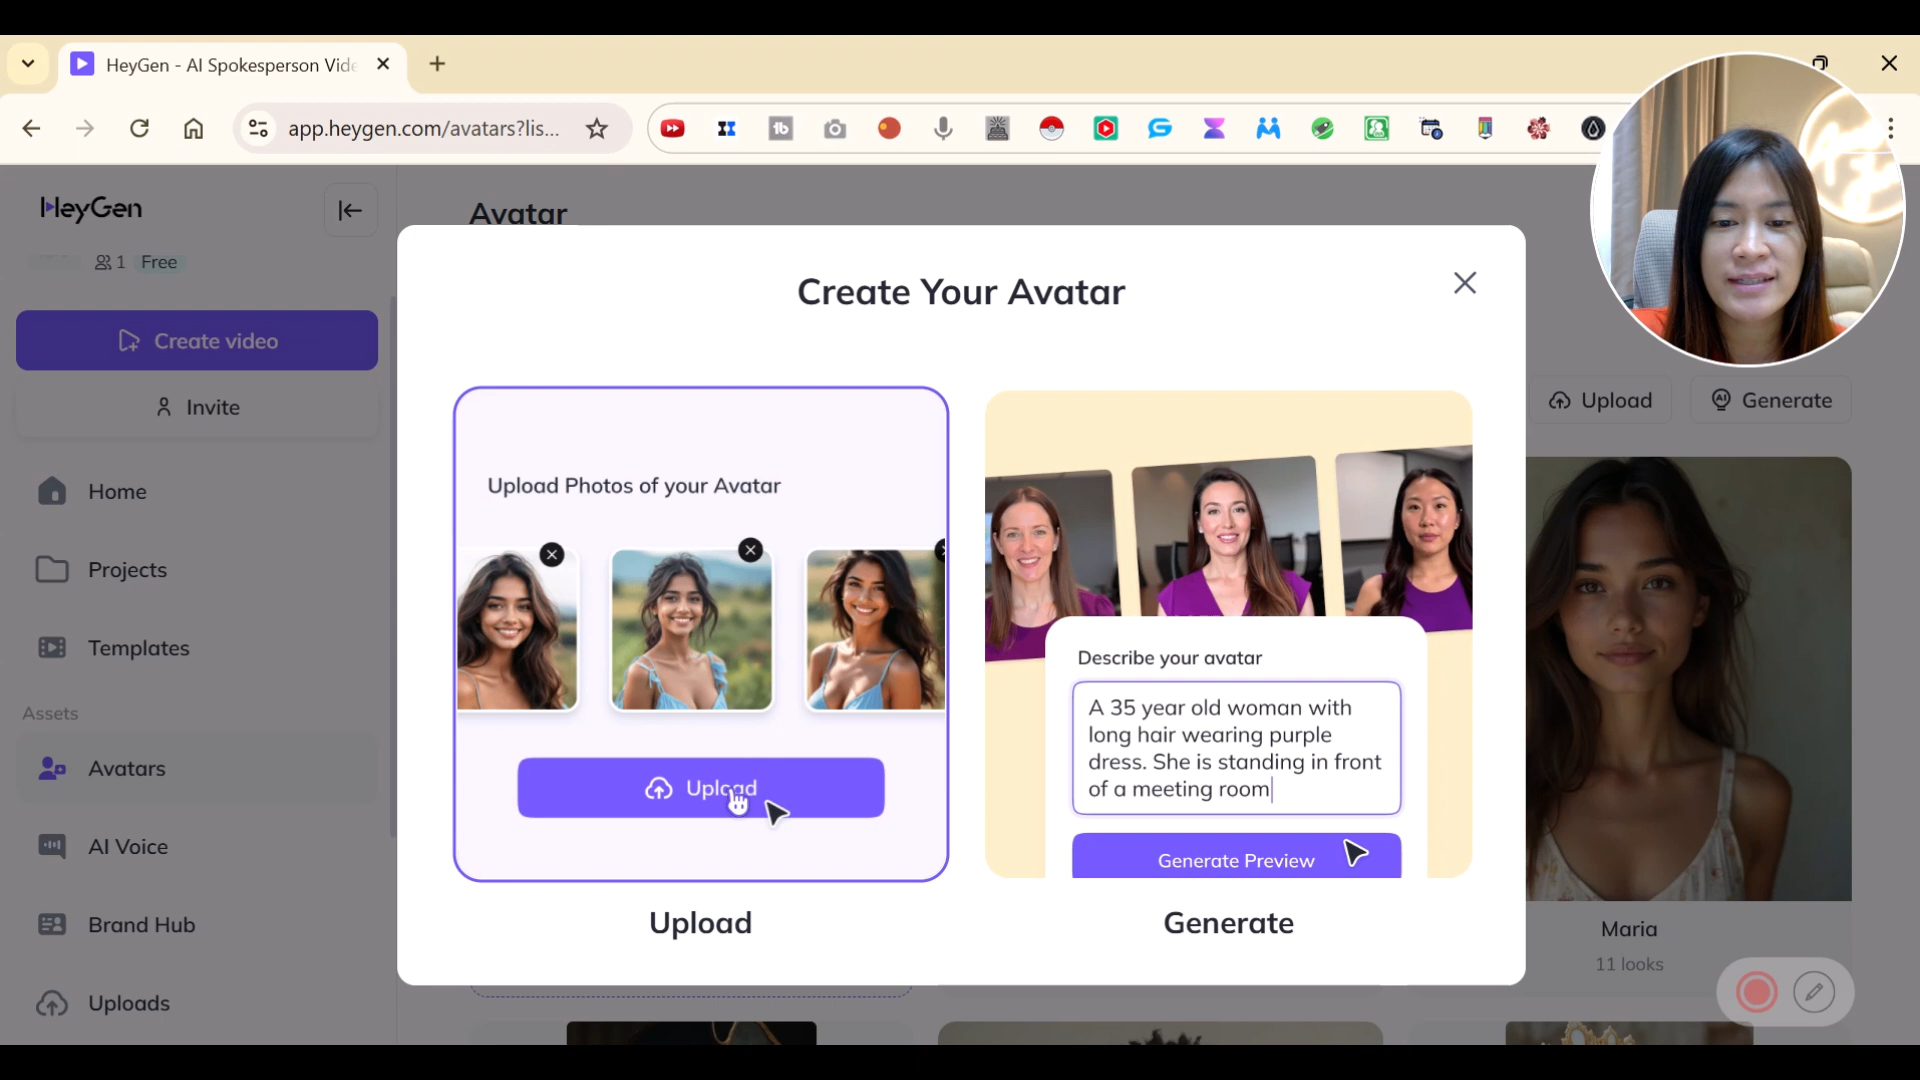 HeyGen - AI Spokesperson Vide
app.heygen.com/avatars?lis...
HeyGen
1 Free
Create video
Invite
Home
Projects
Templates
Assets
Avatars
AI Voice
Brand Hub
Uploads
Avatar
Upload
Generate
Create Your Avatar
Upload Photos of your Avatar
Upload
Upload
Describe your avatar
A 35 year old woman with
long hair wearing purple
dress. She is standing in front
of a meeting room
Generate Preview
Generate
Maria
11 looks